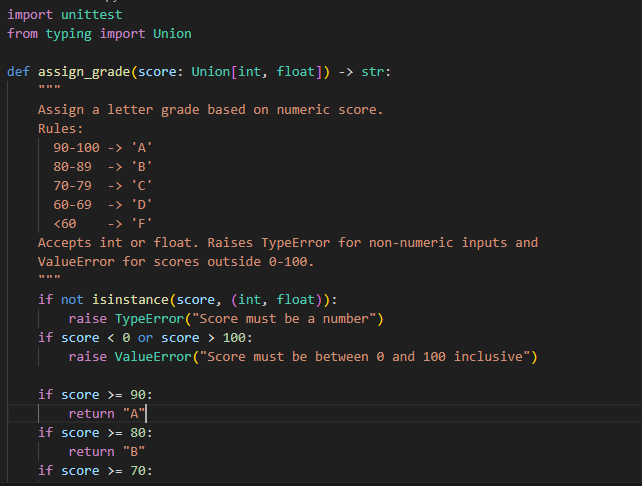 import unittest
from typing import Union
def assign_grade(score: Union[int, float]) -> str:
    """
    Assign a letter grade based on numeric score.
    Rules:
      90-100 -> 'A'
      80-89  -> 'B'
      70-79  -> 'C'
      60-69  -> 'D'
      <60    -> 'F'
    Accepts int or float. Raises TypeError for non-numeric inputs and
    ValueError for scores outside 0-100.
    """
    if not isinstance(score, (int, float)):
        raise TypeError("Score must be a number")
    if score < 0 or score > 100:
        raise ValueError("Score must be between 0 and 100 inclusive")
    if score >= 90:
        return "A"
    if score >= 80:
        return "B"
    if score >= 70: